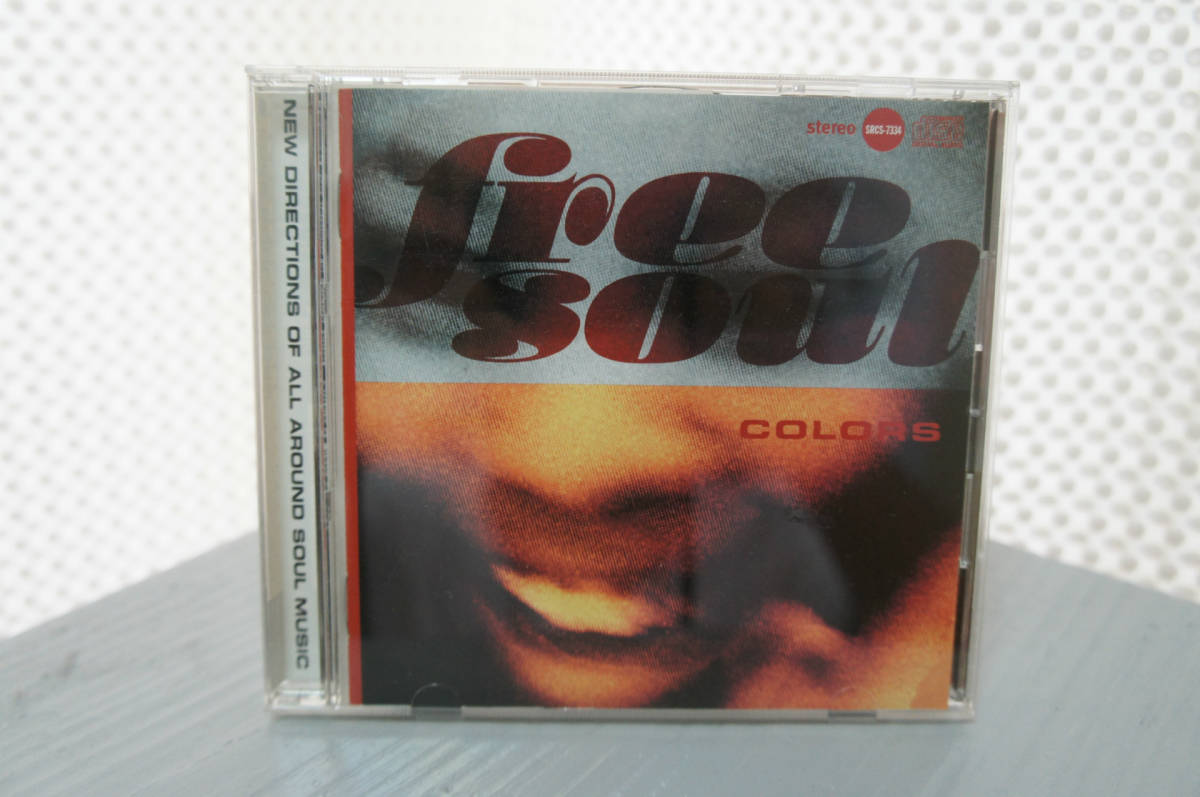 NEW DIRECTIONS OF ALL AROUND SOUL MUSIC
stereo SRCS-7334
free
soul
COLORS